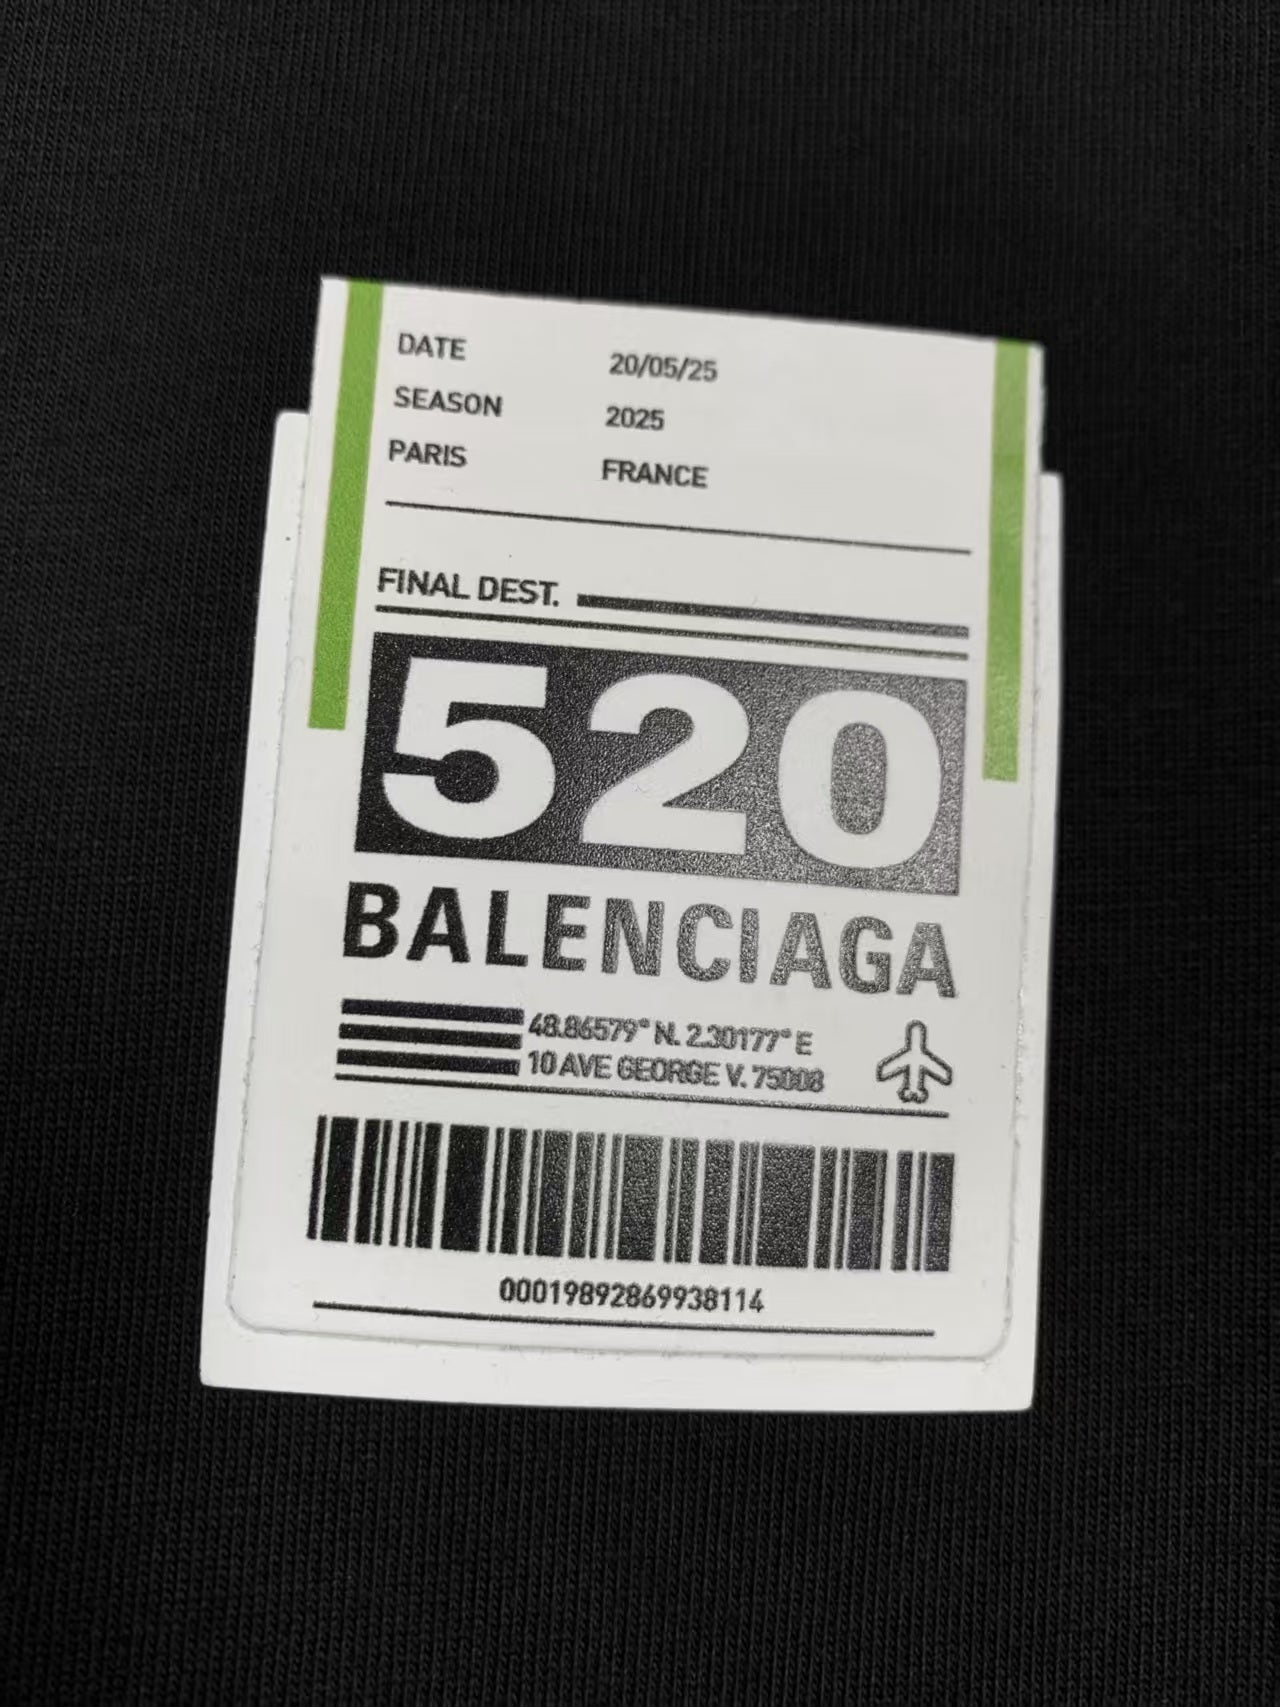 DATE 20/05/25
SEASON 2025
PARIS FRANCE
FINAL DEST.
520
BALENCIAGA
48.86579° N. 2.30177° E
10 AVE GEORGE V. 75008
00019892869938114